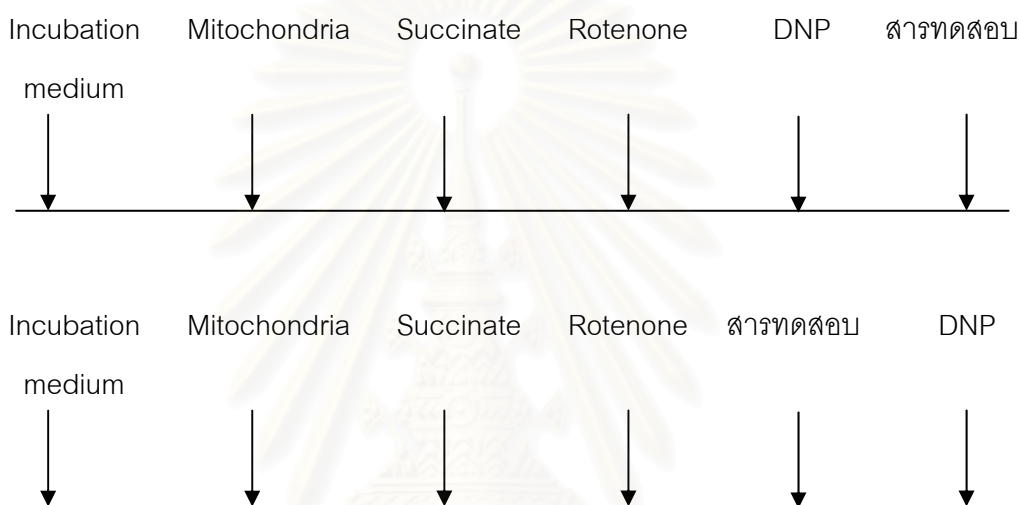 Incubation Mitochondria Succinate Rotenone DNP สารทดสอบ
medium
Incubation Mitochondria Succinate Rotenone สารทดสอบ DNP
medium